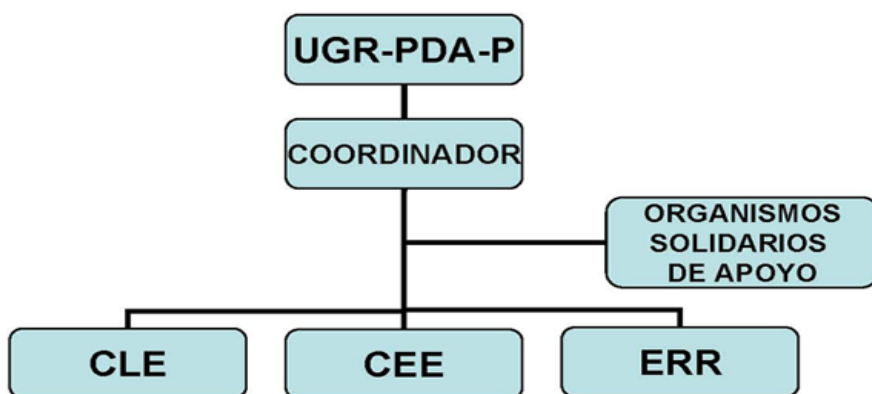 UGR-PDA-P
COORDINADOR
ORGANISMOS
SOLIDARIOS
DE APOYO
CLE
CEE
ERR